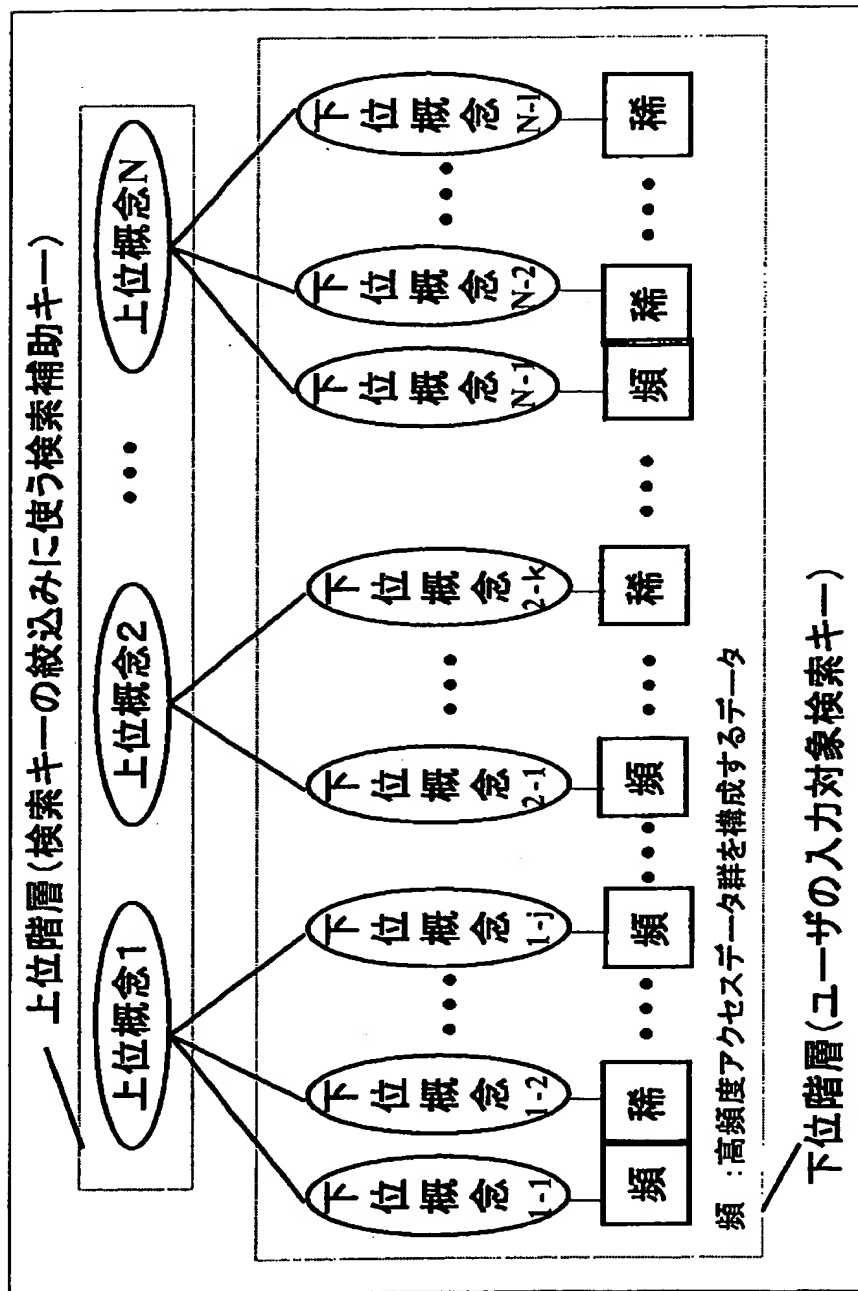 上位階層(検索キーの絞込みに使う検索補助キー)
上位概念1
上位概念2
•••
上位概念N
下位概念1-1
下位概念1-2
•••
下位概念1-j
下位概念2-1
•••
下位概念2-k
下位概念N-1
下位概念N-2
•••
下位概念N-l
頻
稀
•••
頻
•••
頻
•••
稀
•••
頻
稀
•••
稀
頻 :高頻度アクセスデータ群を構成するデータ
下位階層(ユーザの入力対象検索キー)